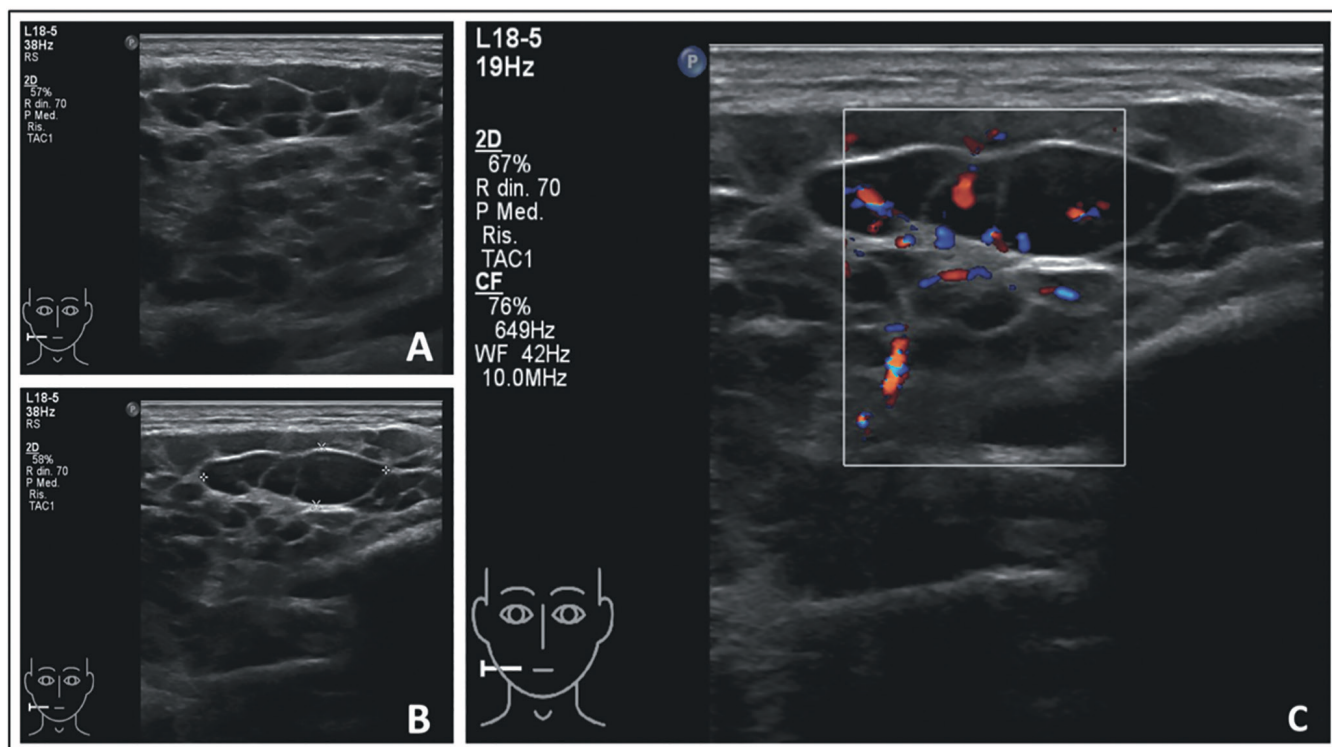 L18-5
38Hz
RS
P
2D
57%
R din. 70
P Med.
Ris.
TAC1
A
L18-5
38Hz
RS
P
2D
58%
R din. 70
P Med.
Ris.
TAC1
B
L18-5
19Hz
P
2D
67%
R din. 70
P Med.
Ris.
TAC1
CF
76%
649Hz
WF 42Hz
10.0MHz
C